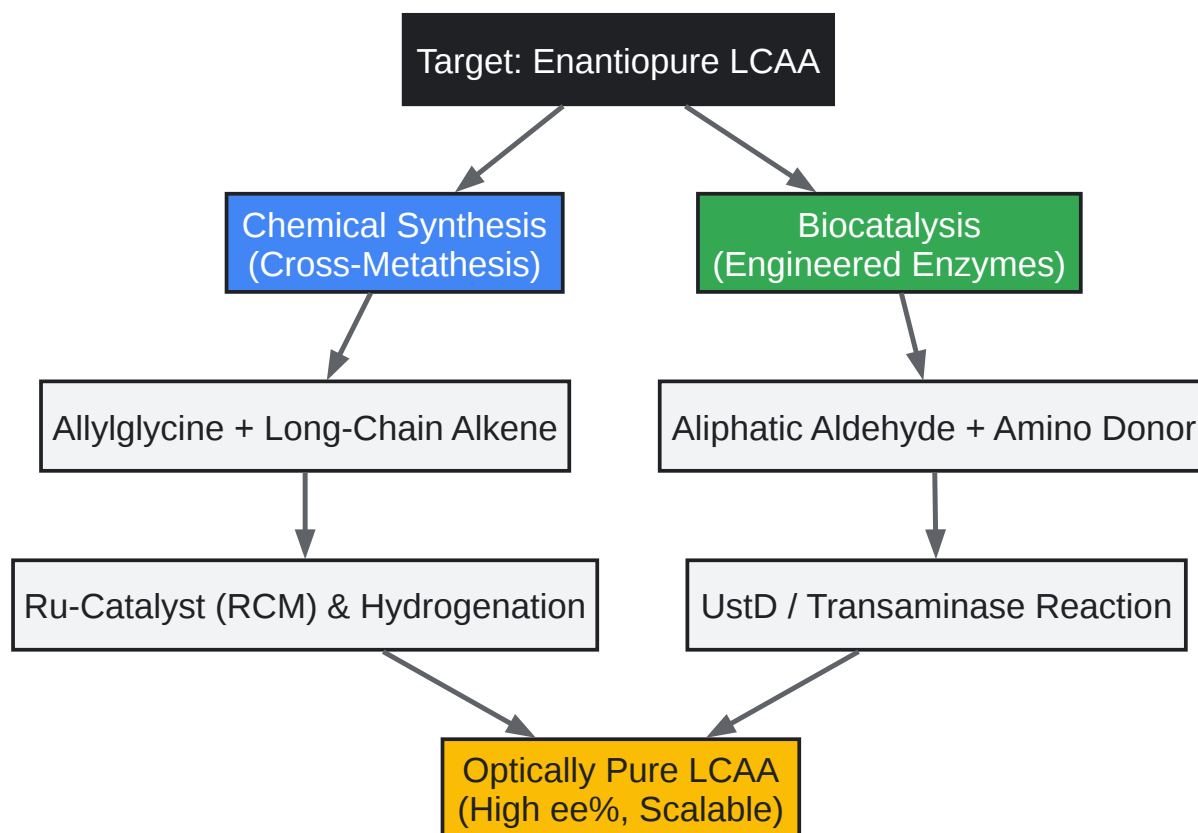 Target: Enantiopure LCAA
Chemical Synthesis
(Cross-Metathesis)
Biocatalysis
(Engineered Enzymes)
Allylglycine + Long-Chain Alkene
Aliphatic Aldehyde + Amino Donor
Ru-Catalyst (RCM) & Hydrogenation
UstD / Transaminase Reaction
Optically Pure LCAA
(High ee%, Scalable)